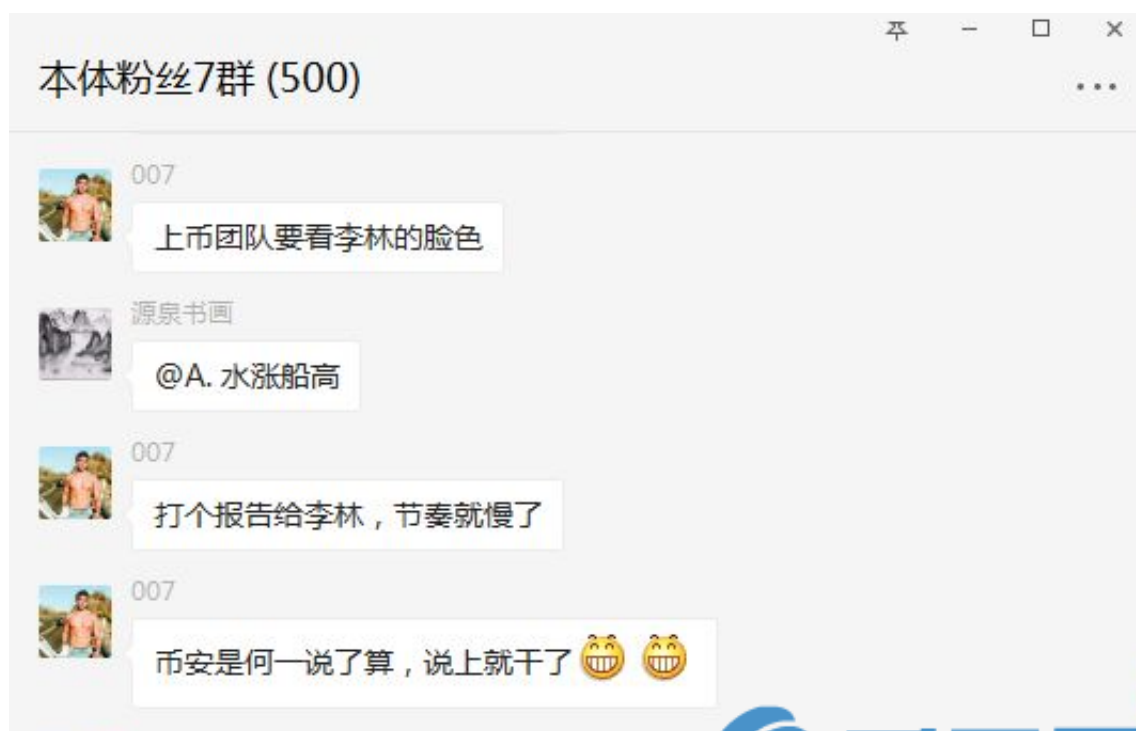 本体粉丝7群 (500)
007
上币团队要看李林的脸色
源泉书画
@A. 水涨船高
007
打个报告给李林，节奏就慢了
007
币安是何一说了算，说上就干了